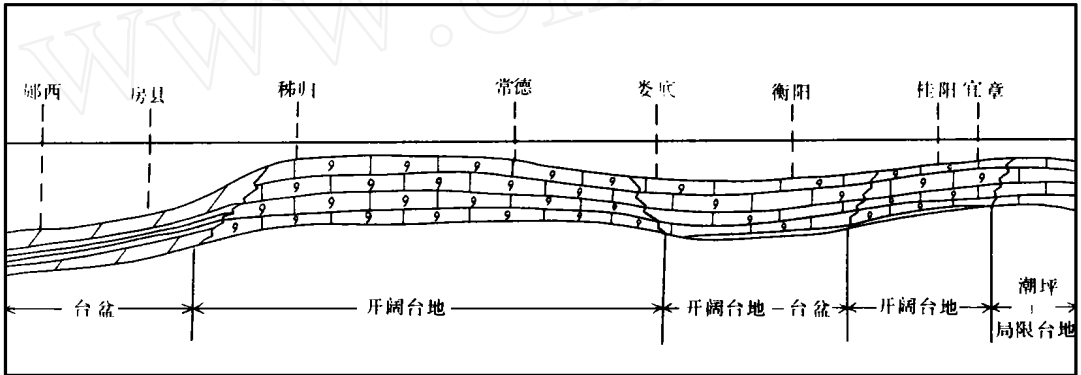 郧西 房县 秭归 常德 娄底 衡阳 桂阳 宜章
台盆 开阔台地 开阔台地-台盆 开阔台地 潮坪
局限台地